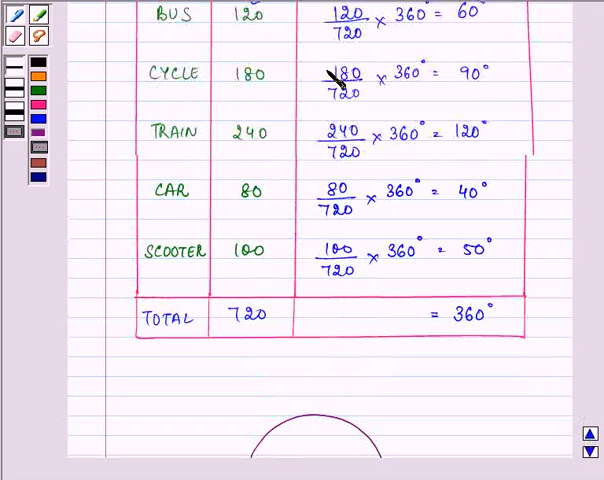 BUS 120 120/720 × 360° = 60°
CYCLE 180 180/720 × 360° = 90°
TRAIN 240 240/720 × 360° = 120°
CAR 80 80/720 × 360° = 40°
SCOOTER 100 100/720 × 360° = 50°
TOTAL 720 = 360°